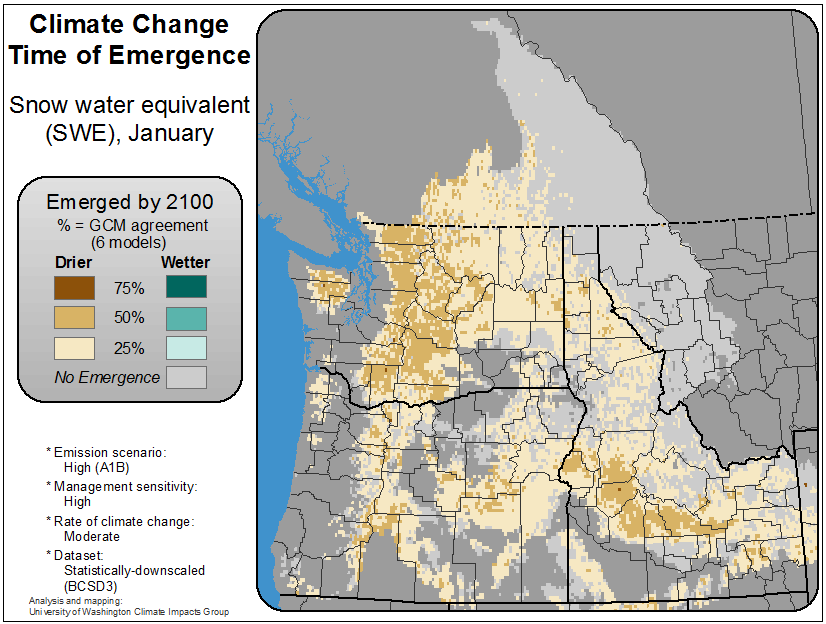 Climate Change
Time of Emergence
Snow water equivalent
(SWE), January
Emerged by 2100
% = GCM agreement
(6 models)
Drier Wetter
75%
50%
25%
No Emergence
* Emission scenario:
High (A1B)
* Management sensitivity:
High
* Rate of climate change:
Moderate
* Dataset:
Statistically-downscaled
(BCSD3)
Analysis and mapping:
University of Washington Climate Impacts Group